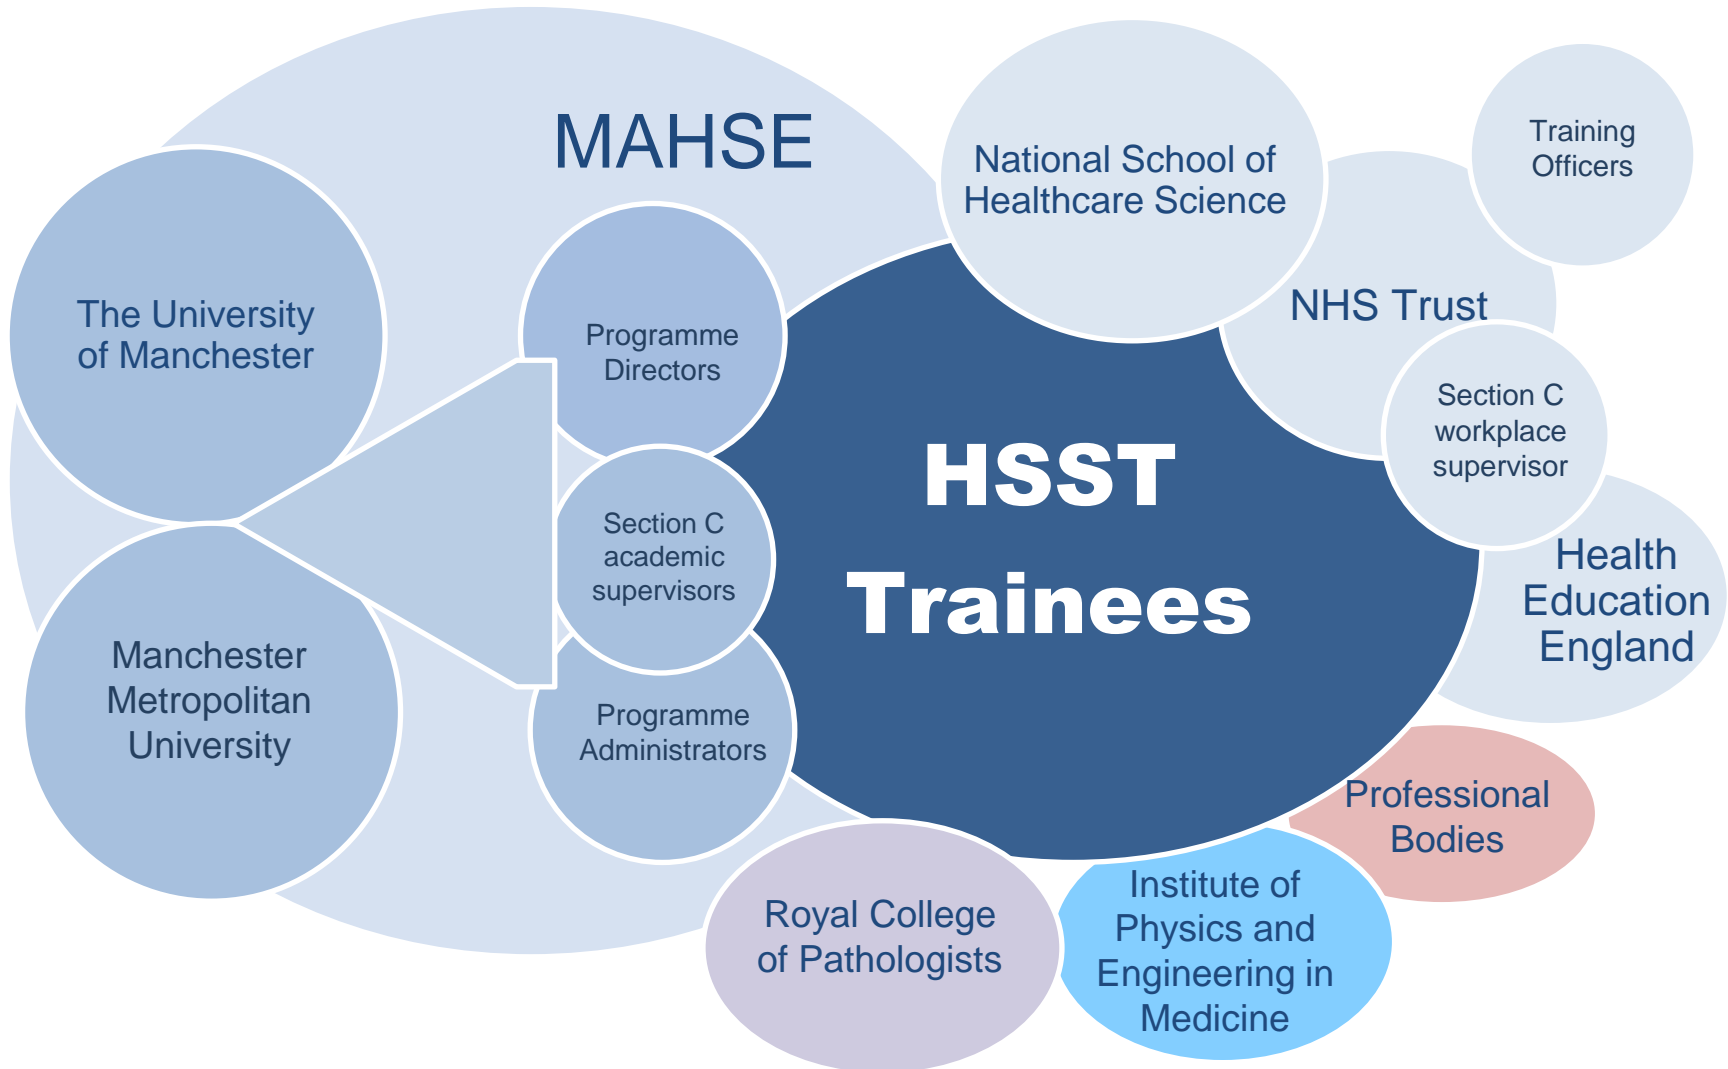 MAHSE
National School of
Healthcare Science
Training
Officers
The University
of Manchester
Programme
Directors
NHS Trust
Section C
workplace
supervisor
HSST
Trainees
Section C
academic
supervisors
Health
Education
England
Manchester
Metropolitan
University
Programme
Administrators
Professional
Bodies
Royal College
of Pathologists
Institute of
Physics and
Engineering in
Medicine